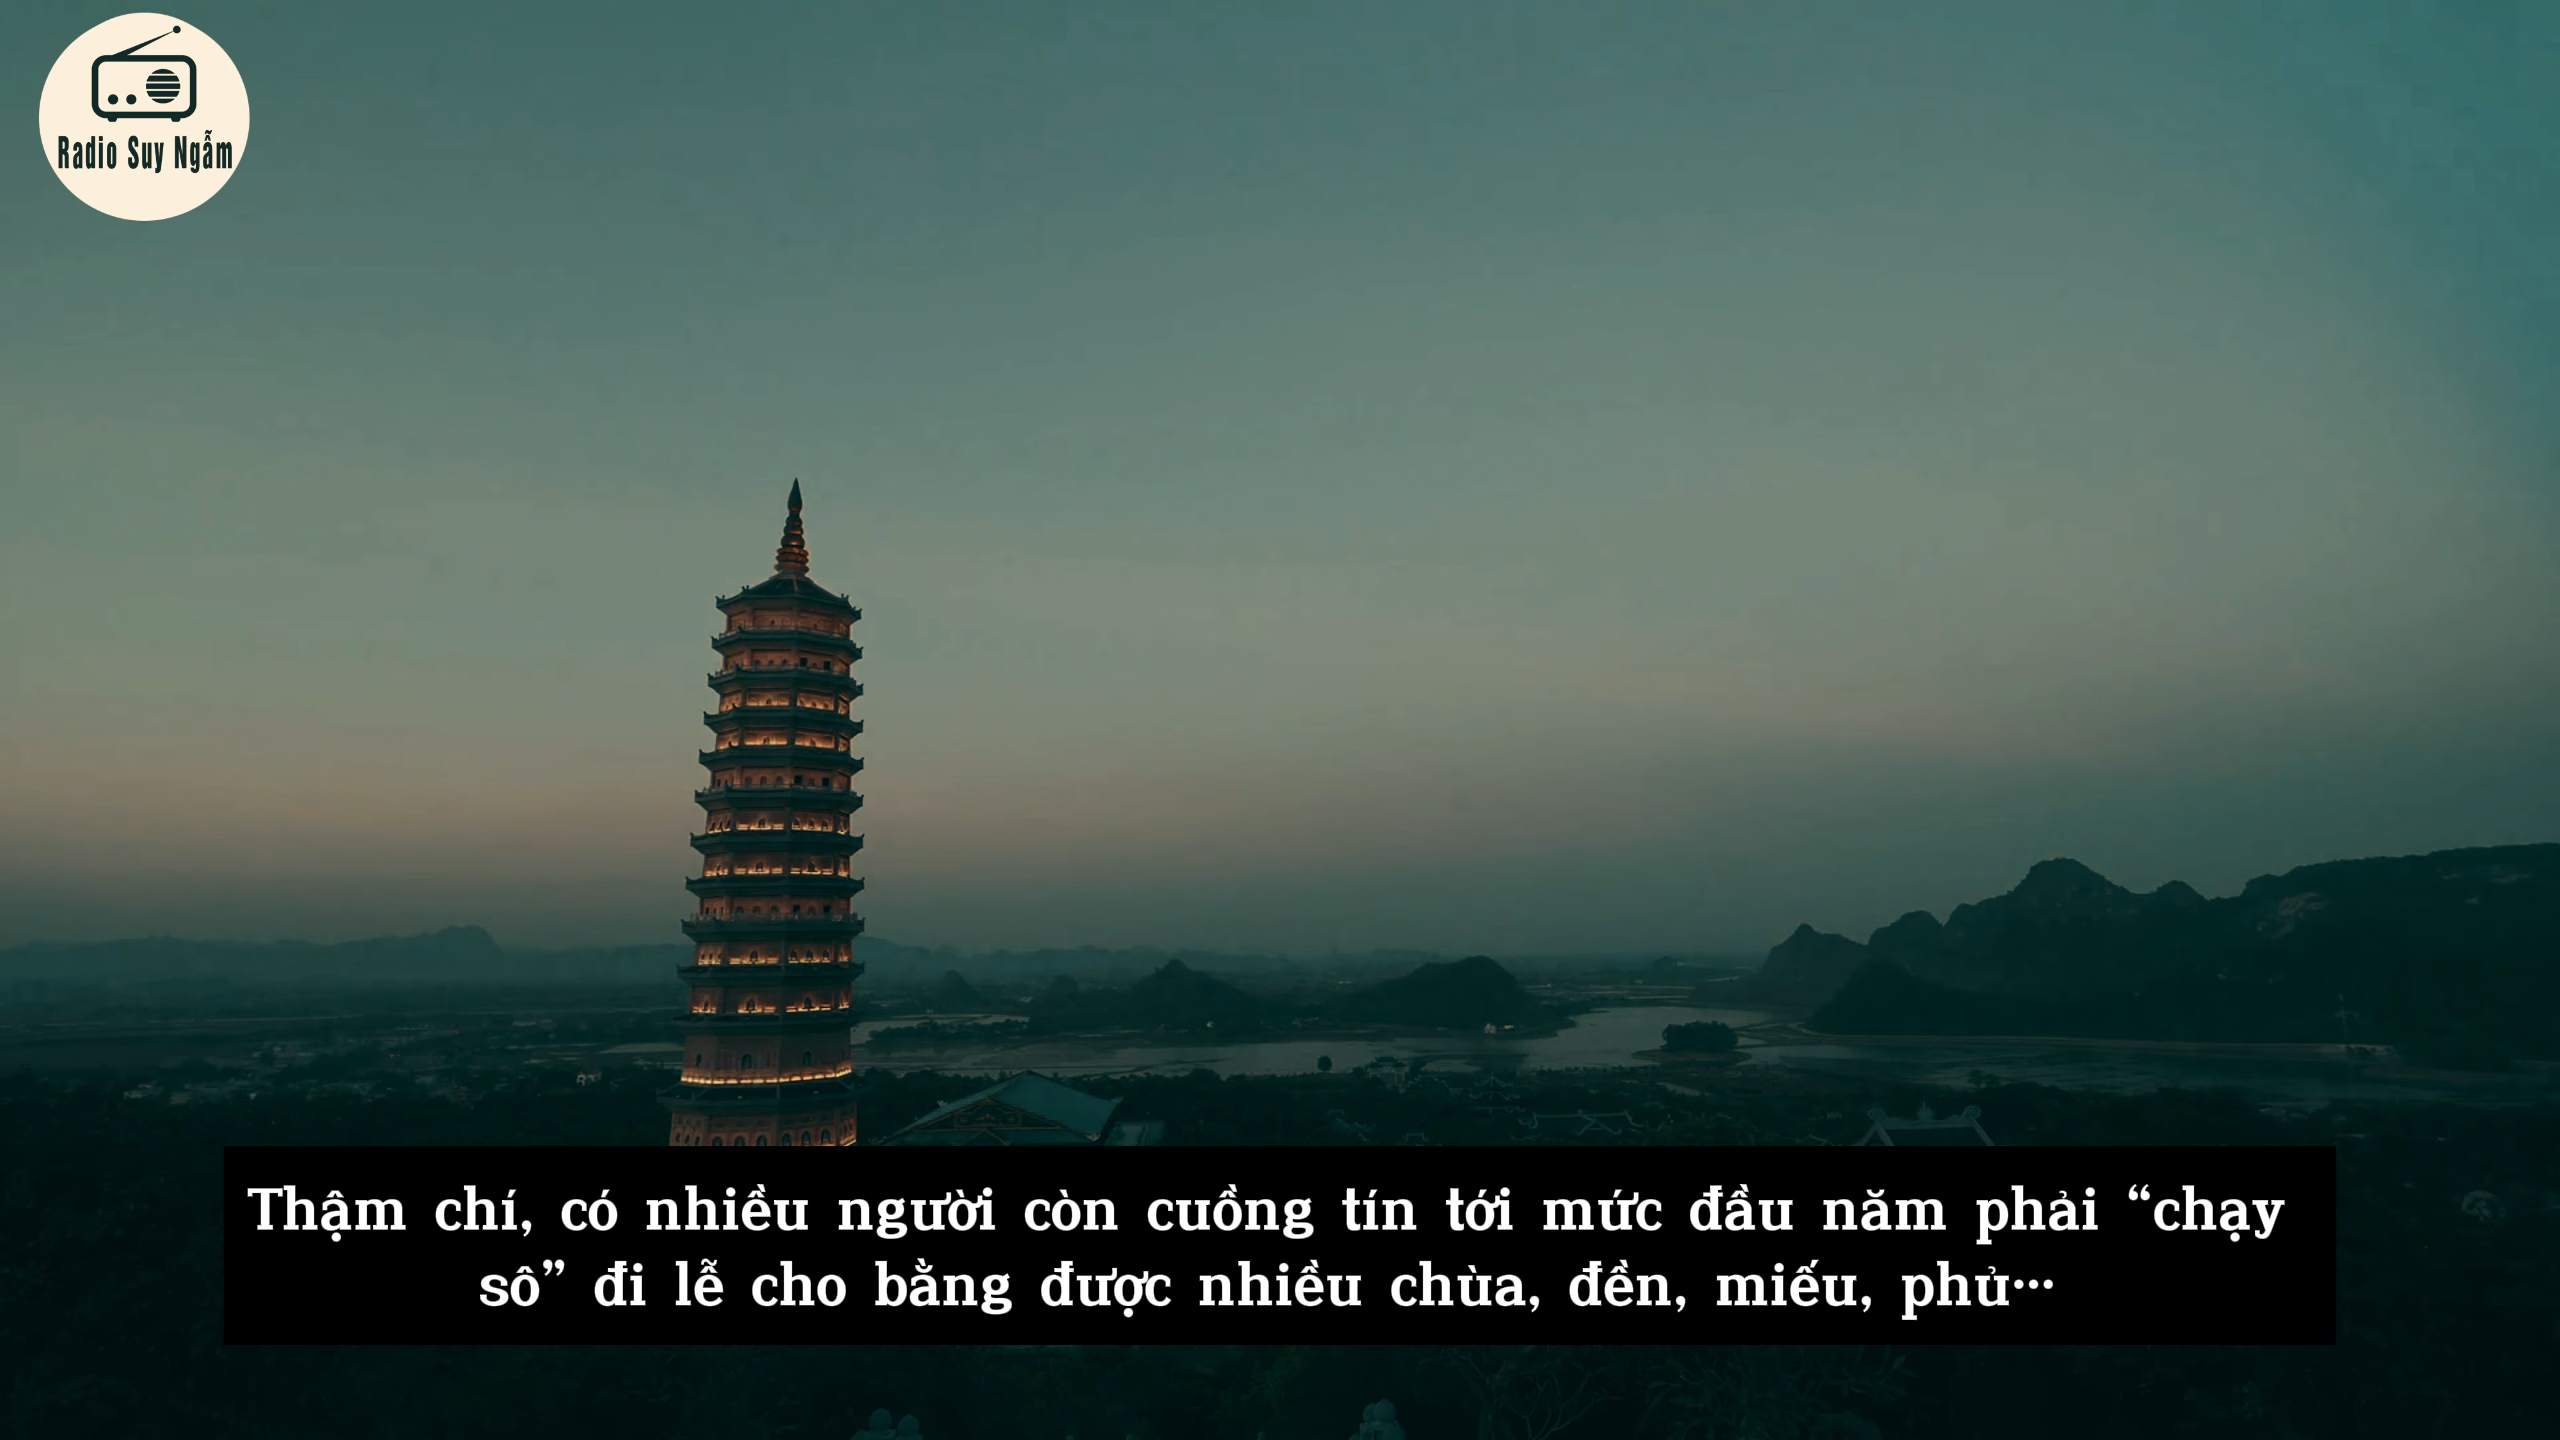 Radio Suy Ngẫm
Thậm chí, có nhiều người còn cuồng tín tới mức đầu năm phải “chạy
sô” đi lễ cho bằng được nhiều chùa, đền, miếu, phủ…